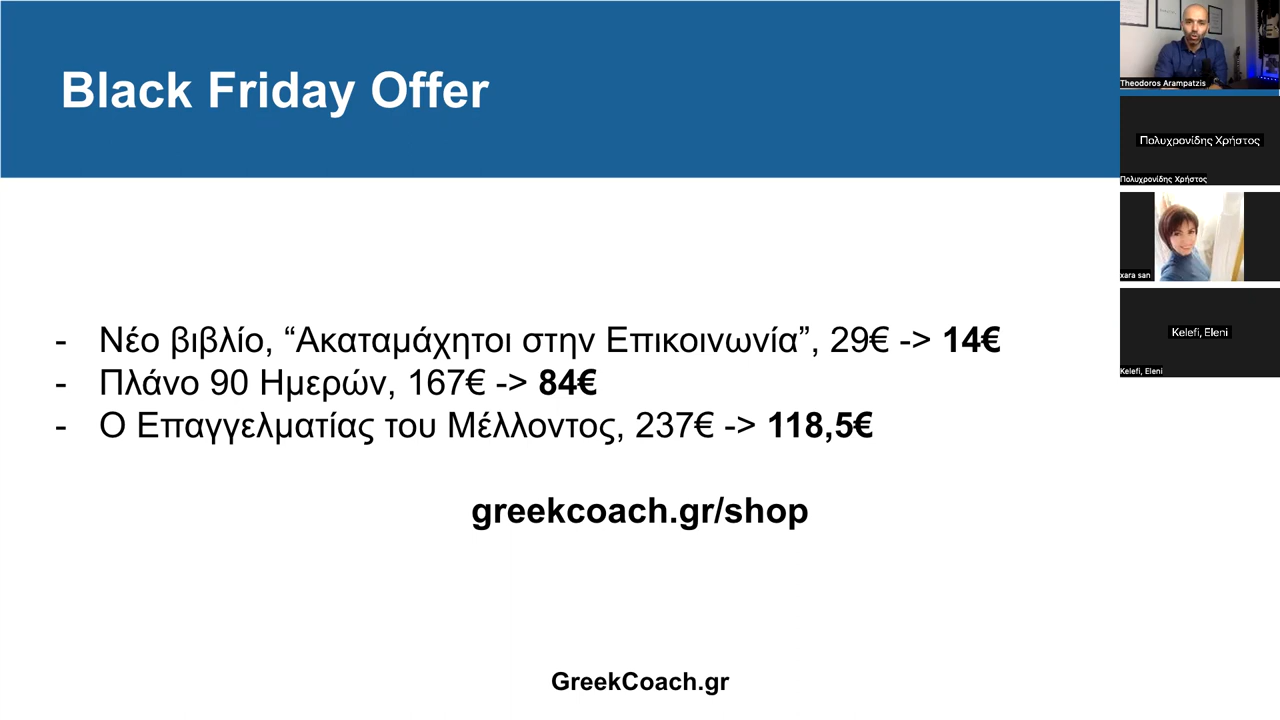 Black Friday Offer
- Νέο βιβλίο, “Ακαταμάχητοι στην Επικοινωνία”, 29€ -> 14€
- Πλάνο 90 Ημερών, 167€ -> 84€
- Ο Επαγγελματίας του Μέλλοντος, 237€ -> 118,5€
greekcoach.gr/shop
GreekCoach.gr
Theodoros Arampatzis
Πολυχρονίδης Χρήστος
Πολυχρονίδης Χρήστος
xara san
Kelefi, Eleni
Kelefi, Eleni